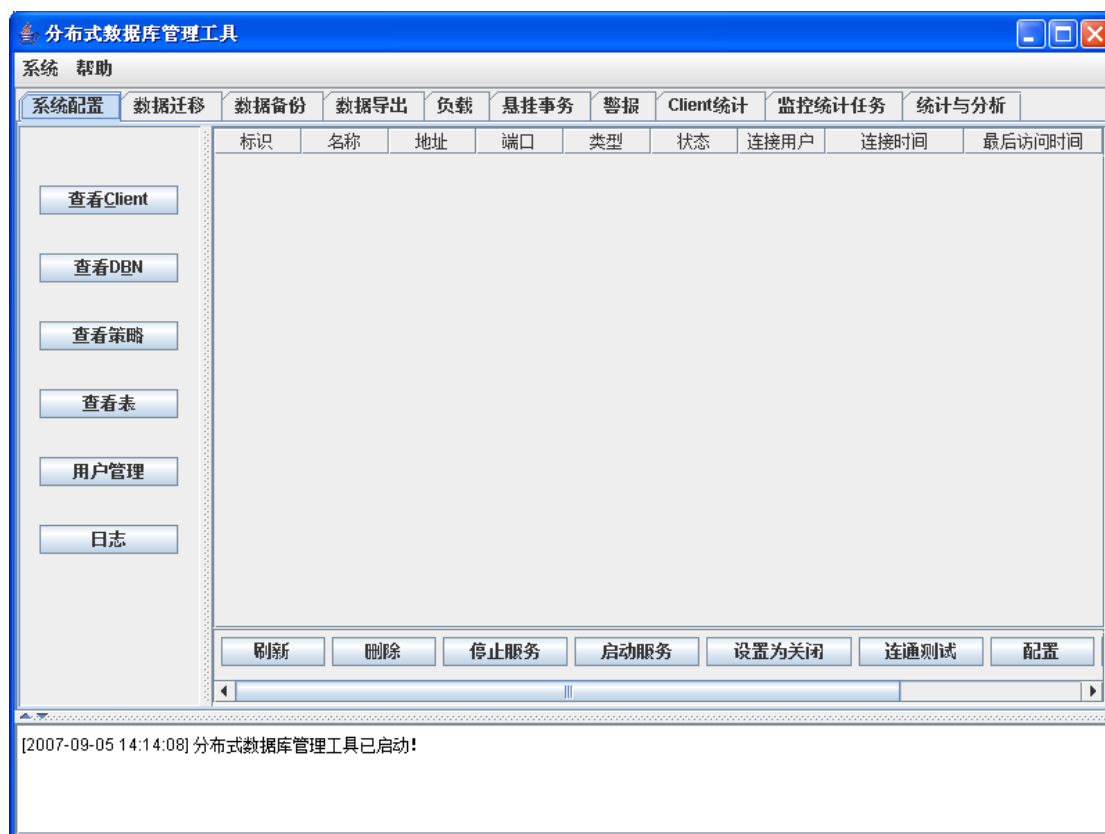 分布式数据库管理工具
系统 帮助
系统配置 数据迁移 数据备份 数据导出 负载 悬挂事务 警报 Client统计 监控统计任务 统计与分析
标识 名称 地址 端口 类型 状态 连接用户 连接时间 最后访问时间
查看Client
查看DBN
查看策略
查看表
用户管理
日志
刷新 删除 停止服务 启动服务 设置为关闭 连通测试 配置
[2007-09-05 14:14:08] 分布式数据库管理工具已启动!